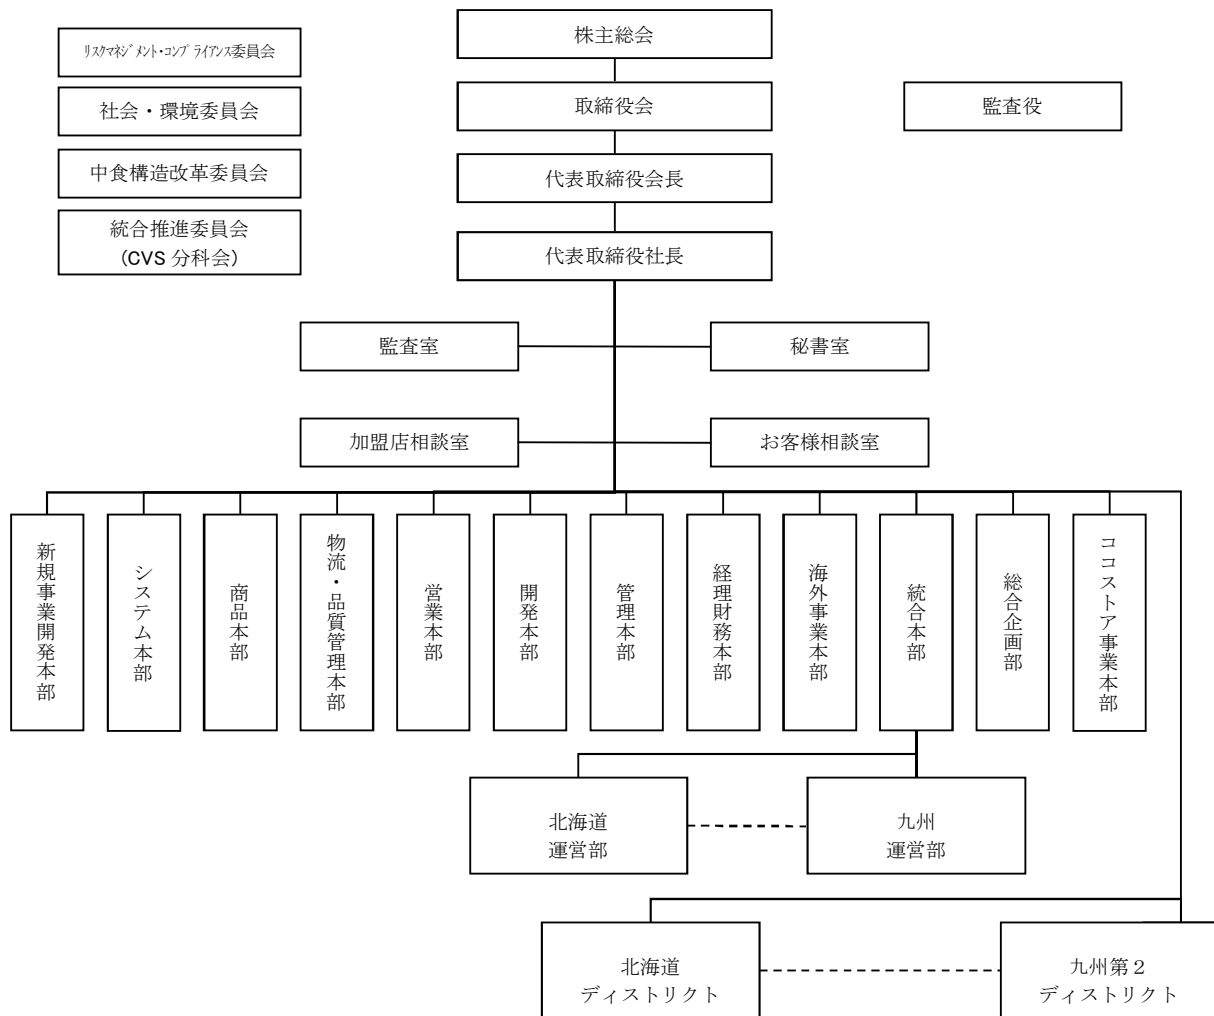 株主総会
リスクマネジメント・コンプライアンス委員会
社会・環境委員会
取締役会
監査役
中食構造改革委員会
代表取締役会長
統合推進委員会
(CVS 分科会)
代表取締役社長
監査室
秘書室
加盟店相談室
お客様相談室
新規事業開発本部
システム本部
商品本部
物流・品質管理本部
営業本部
開発本部
管理本部
経理財務本部
海外事業本部
統合本部
総合企画部
ココストア事業本部
北海道
運営部
九州
運営部
北海道
ディストリクト
九州第2
ディストリクト